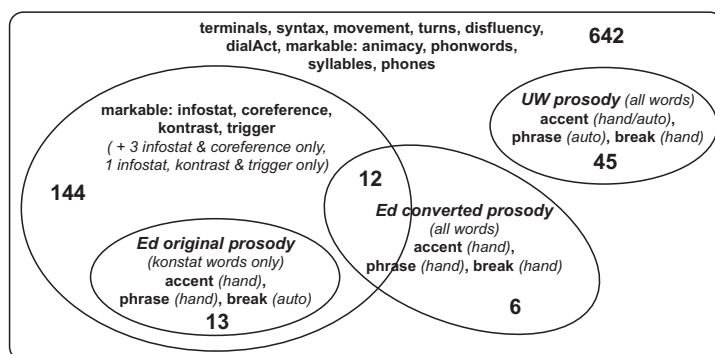 terminals, syntax, movement, turns, disfluency,
dialAct, markable: animacy, phonwords,
syllables, phones
642
markable: infostat, coreference,
kontrast, trigger
( + 3 infostat & coreference only,
1 infostat, kontrast & trigger only)
144
12
UW prosody (all words)
accent (hand/auto),
phrase (auto), break (hand)
45
Ed converted prosody
(all words)
accent (hand),
phrase (hand), break (hand)
6
Ed original prosody
(konstat words only)
accent (hand),
phrase (hand), break (auto)
13